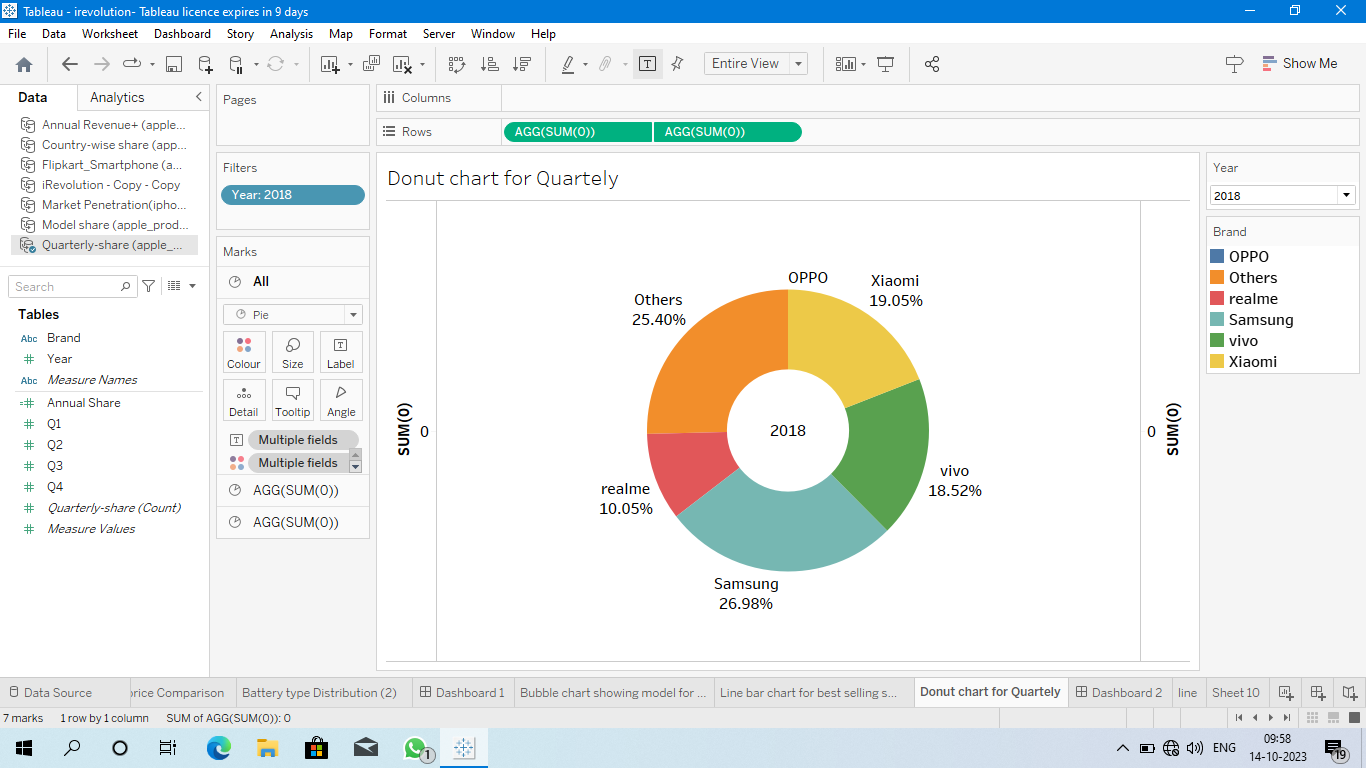 Tableau - irevolution- Tableau licence expires in 9 days
File Data Worksheet Dashboard Story Analysis Map Format Server Window Help
Entire View
Show Me
Data Analytics
Annual Revenue+ (apple...
Country-wise share (app...
Flipkart_Smartphone (a...
iRevolution - Copy - Copy
Market Penetration(ipho...
Model share (apple_prod...
Quarterly-share (apple_...
Search
Tables
Abc Brand
Year
Abc Measure Names
Annual Share
Q1
Q2
Q3
Q4
Quarterly-share (Count)
Measure Values
Pages
Filters
Year: 2018
Marks
All
Pie
Colour Size Label
Detail Tooltip Angle
Multiple fields
Multiple fields
AGG(SUM(0))
AGG(SUM(0))
Columns
Rows AGG(SUM(0)) AGG(SUM(0))
Donut chart for Quartely
SUM(0)
0
OPPO
Xiaomi
19.05%
Others
25.40%
2018
vivo
18.52%
realme
10.05%
Samsung
26.98%
0
SUM(0)
Year
2018
Brand
OPPO
Others
realme
Samsung
vivo
Xiaomi
Data Source rice Comparison Battery type Distribution (2) Dashboard 1 Bubble chart showing model for ... Line bar chart for best selling s... Donut chart for Quartely Dashboard 2 line Sheet 10
7 marks 1 row by 1 column SUM of AGG(SUM(0)): 0
1
ENG
09:58
14-10-2023
19